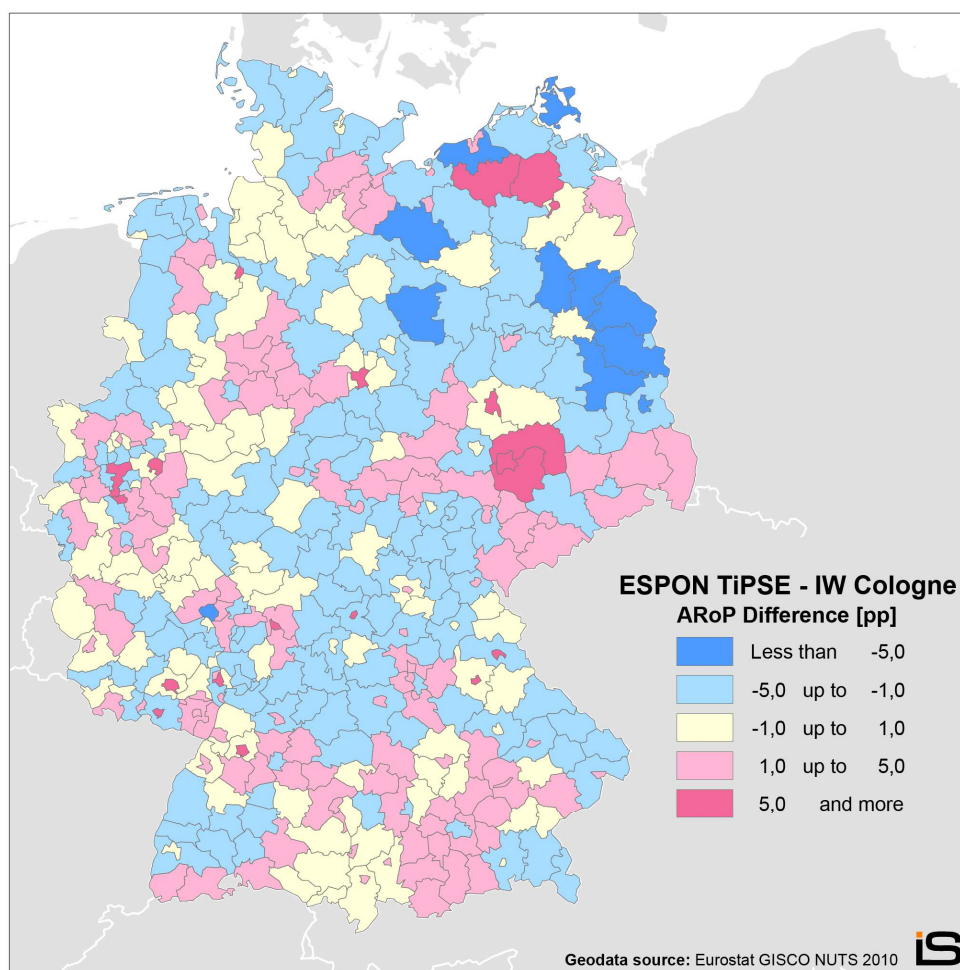 ESPON TiPSE - IW Cologne
ARoP Difference [pp]
Less than -5,0
-5,0 up to -1,0
-1,0 up to 1,0
1,0 up to 5,0
5,0 and more
Geodata source: Eurostat GISCO NUTS 2010
iS